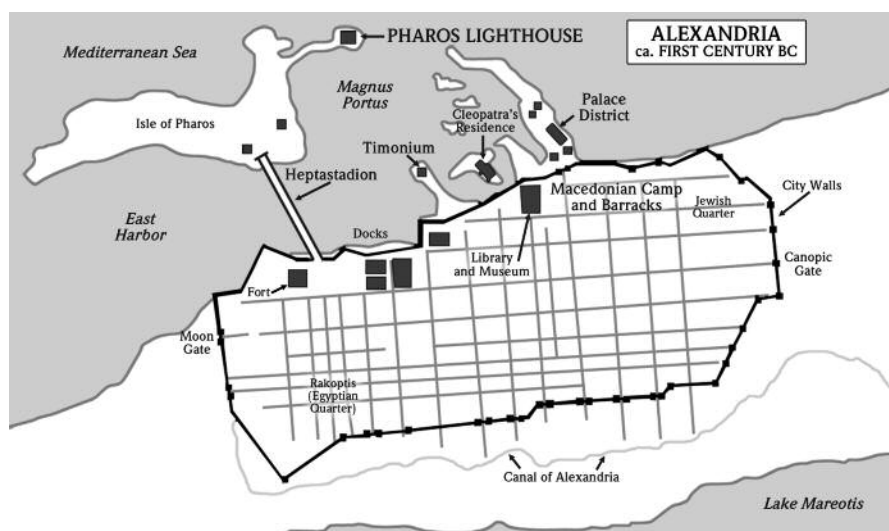 ALEXANDRIA
ca. FIRST CENTURY BC
Mediterranean Sea
PHAROS LIGHTHOUSE
Magnus
Portus
Palace
District
Cleopatra's
Residence
Isle of Pharos
Timonium
Heptastadion
Macedonian Camp
and Barracks
City Walls
Jewish
Quarter
East
Harbor
Docks
Library
and Museum
Canopic
Gate
Fort
Moon
Gate
Rakoptis
(Egyptian
Quarter)
Canal of Alexandria
Lake Mareotis